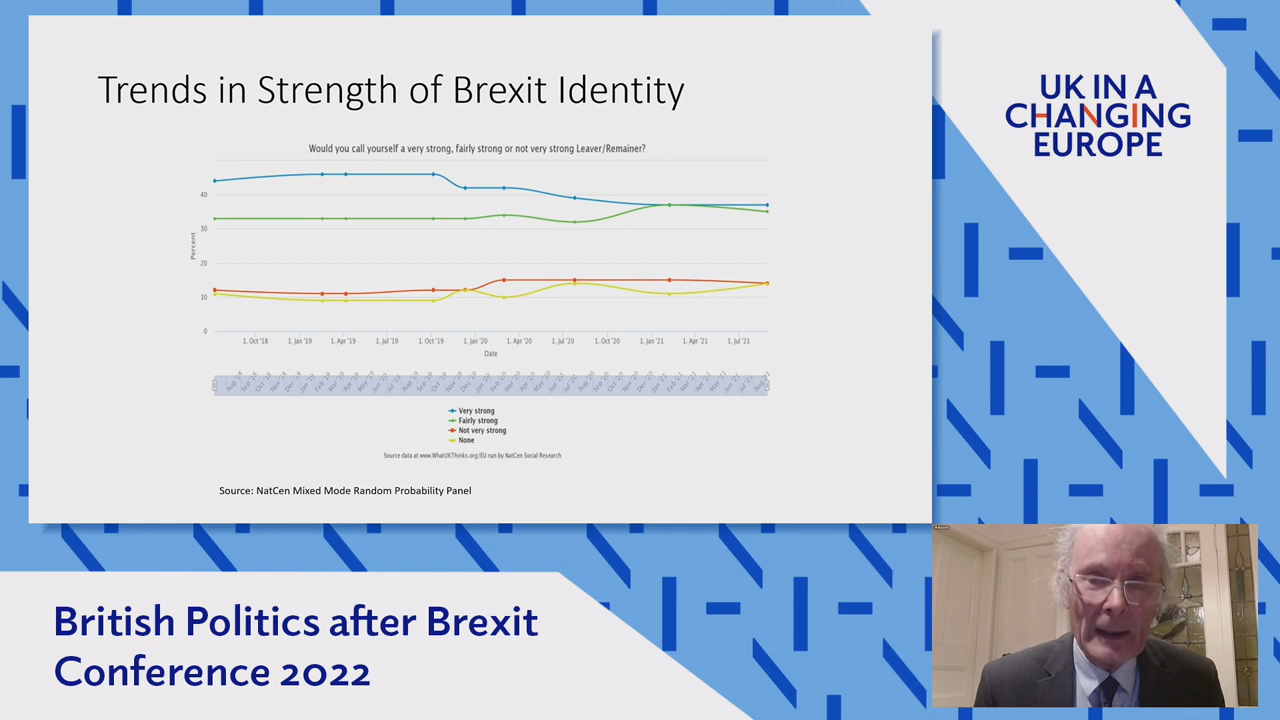 Trends in Strength of Brexit Identity
Would you call yourself a very strong, fairly strong or not very strong Leaver/Remainer?
40
30
20
10
0
Percent
1. Oct '18 1. Jan '19 1. Apr '19 1. Jul '19 1. Oct '19 1. Jan '20 1. Apr '20 1. Jul '20 1. Oct '20 1. Jan '21 1. Apr '21 1. Jul '21
Date
Very strong
Fairly strong
Not very strong
None
Source data at www.WhatUKThinks.org/EU run by NatCen Social Research
Source: NatCen Mixed Mode Random Probability Panel
UK IN A
CHANGING
EUROPE
British Politics after Brexit
Conference 2022